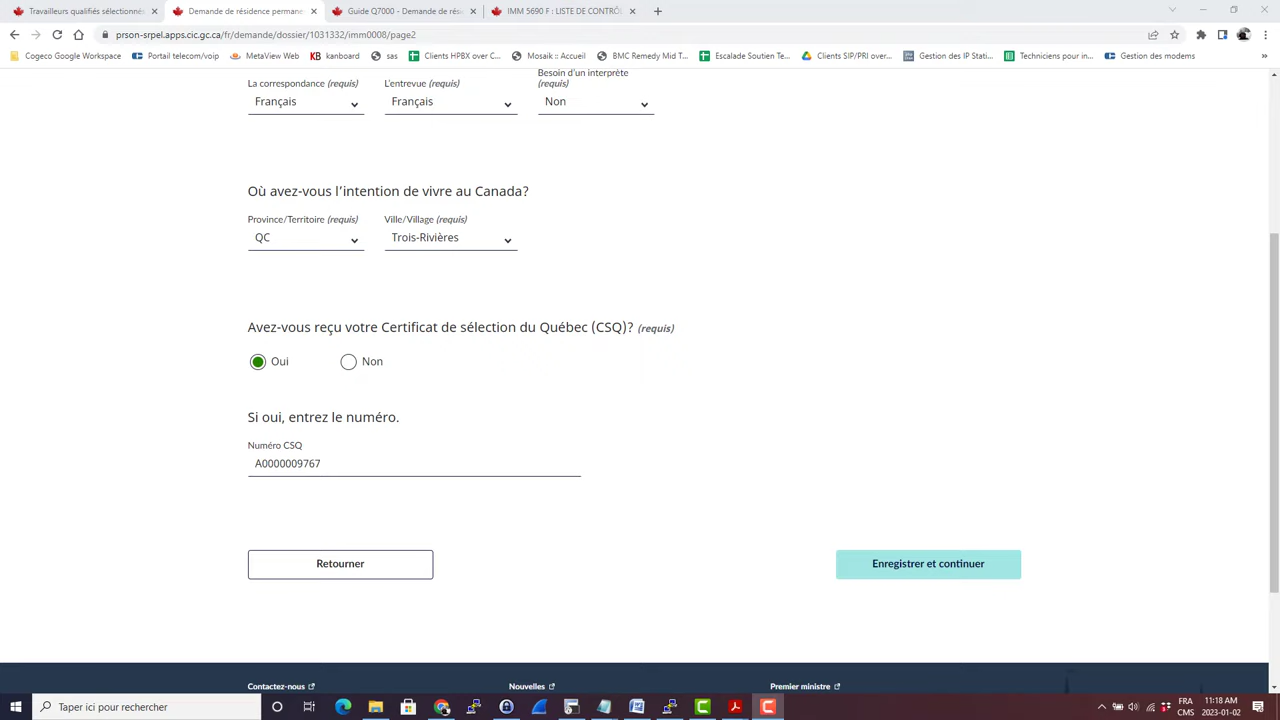 Travailleurs qualifiés sélectionnés
Demande de résidence permane
Guide Q7000 - Demande de rési
IMM 5690 F : LISTE DE CONTRÔL
prson-srpel.apps.cic.gc.ca/fr/demande/dossier/1031332/imm0008/page2
Cogeco Google Workspace
Portail telecom/voip
MetaView Web
KB kanboard
sas
Clients HPBX over C...
Mosaik :: Accueil
BMC Remedy Mid T...
Escalade Soutien Te...
Clients SIP/PRI over...
Gestion des IP Stati...
Techniciens pour in...
Gestion des modems
»
La correspondance (requis)
L'entrevue (requis)
Besoin d'un interprète
(requis)
Français
Français
Non
Où avez-vous l'intention de vivre au Canada?
Province/Territoire (requis)
Ville/Village (requis)
QC
Trois-Rivières
Avez-vous reçu votre Certificat de sélection du Québec (CSQ)? (requis)
Oui
Non
Si oui, entrez le numéro.
Numéro CSQ
A0000009767
Retourner
Enregistrer et continuer
Contactez-nous
Nouvelles
Premier ministre
Taper ici pour rechercher
FRA
CMS
11:18 AM
2023-01-02